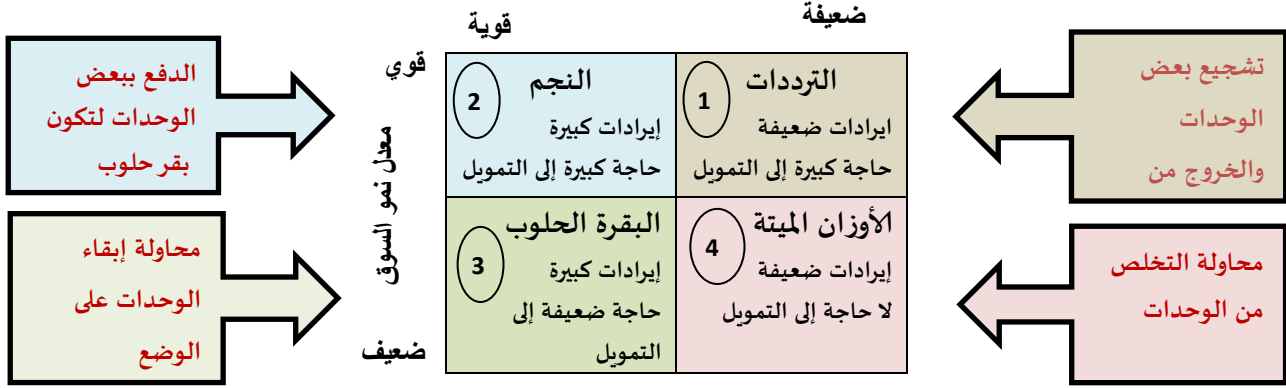 ضعيفة
قوية
تشجيع بعض
الوحدات
والخروج من
الترددات
1
ايرادات ضعيفة
حاجة كبيرة إلى التمويل
النجم
2
إيرادات كبيرة
حاجة كبيرة إلى التمويل
قوي
معدل نمو السوق
ضعيف
الدفع ببعض
الوحدات لتكون
بقر حلوب
محاولة التخلص
من الوحدات
الأوزان الميتة
4
إيرادات ضعيفة
لا حاجة إلى التمويل
البقرة الحلوب
3
إيرادات كبيرة
حاجة ضعيفة إلى
التمويل
محاولة إبقاء
الوحدات على
الوضع